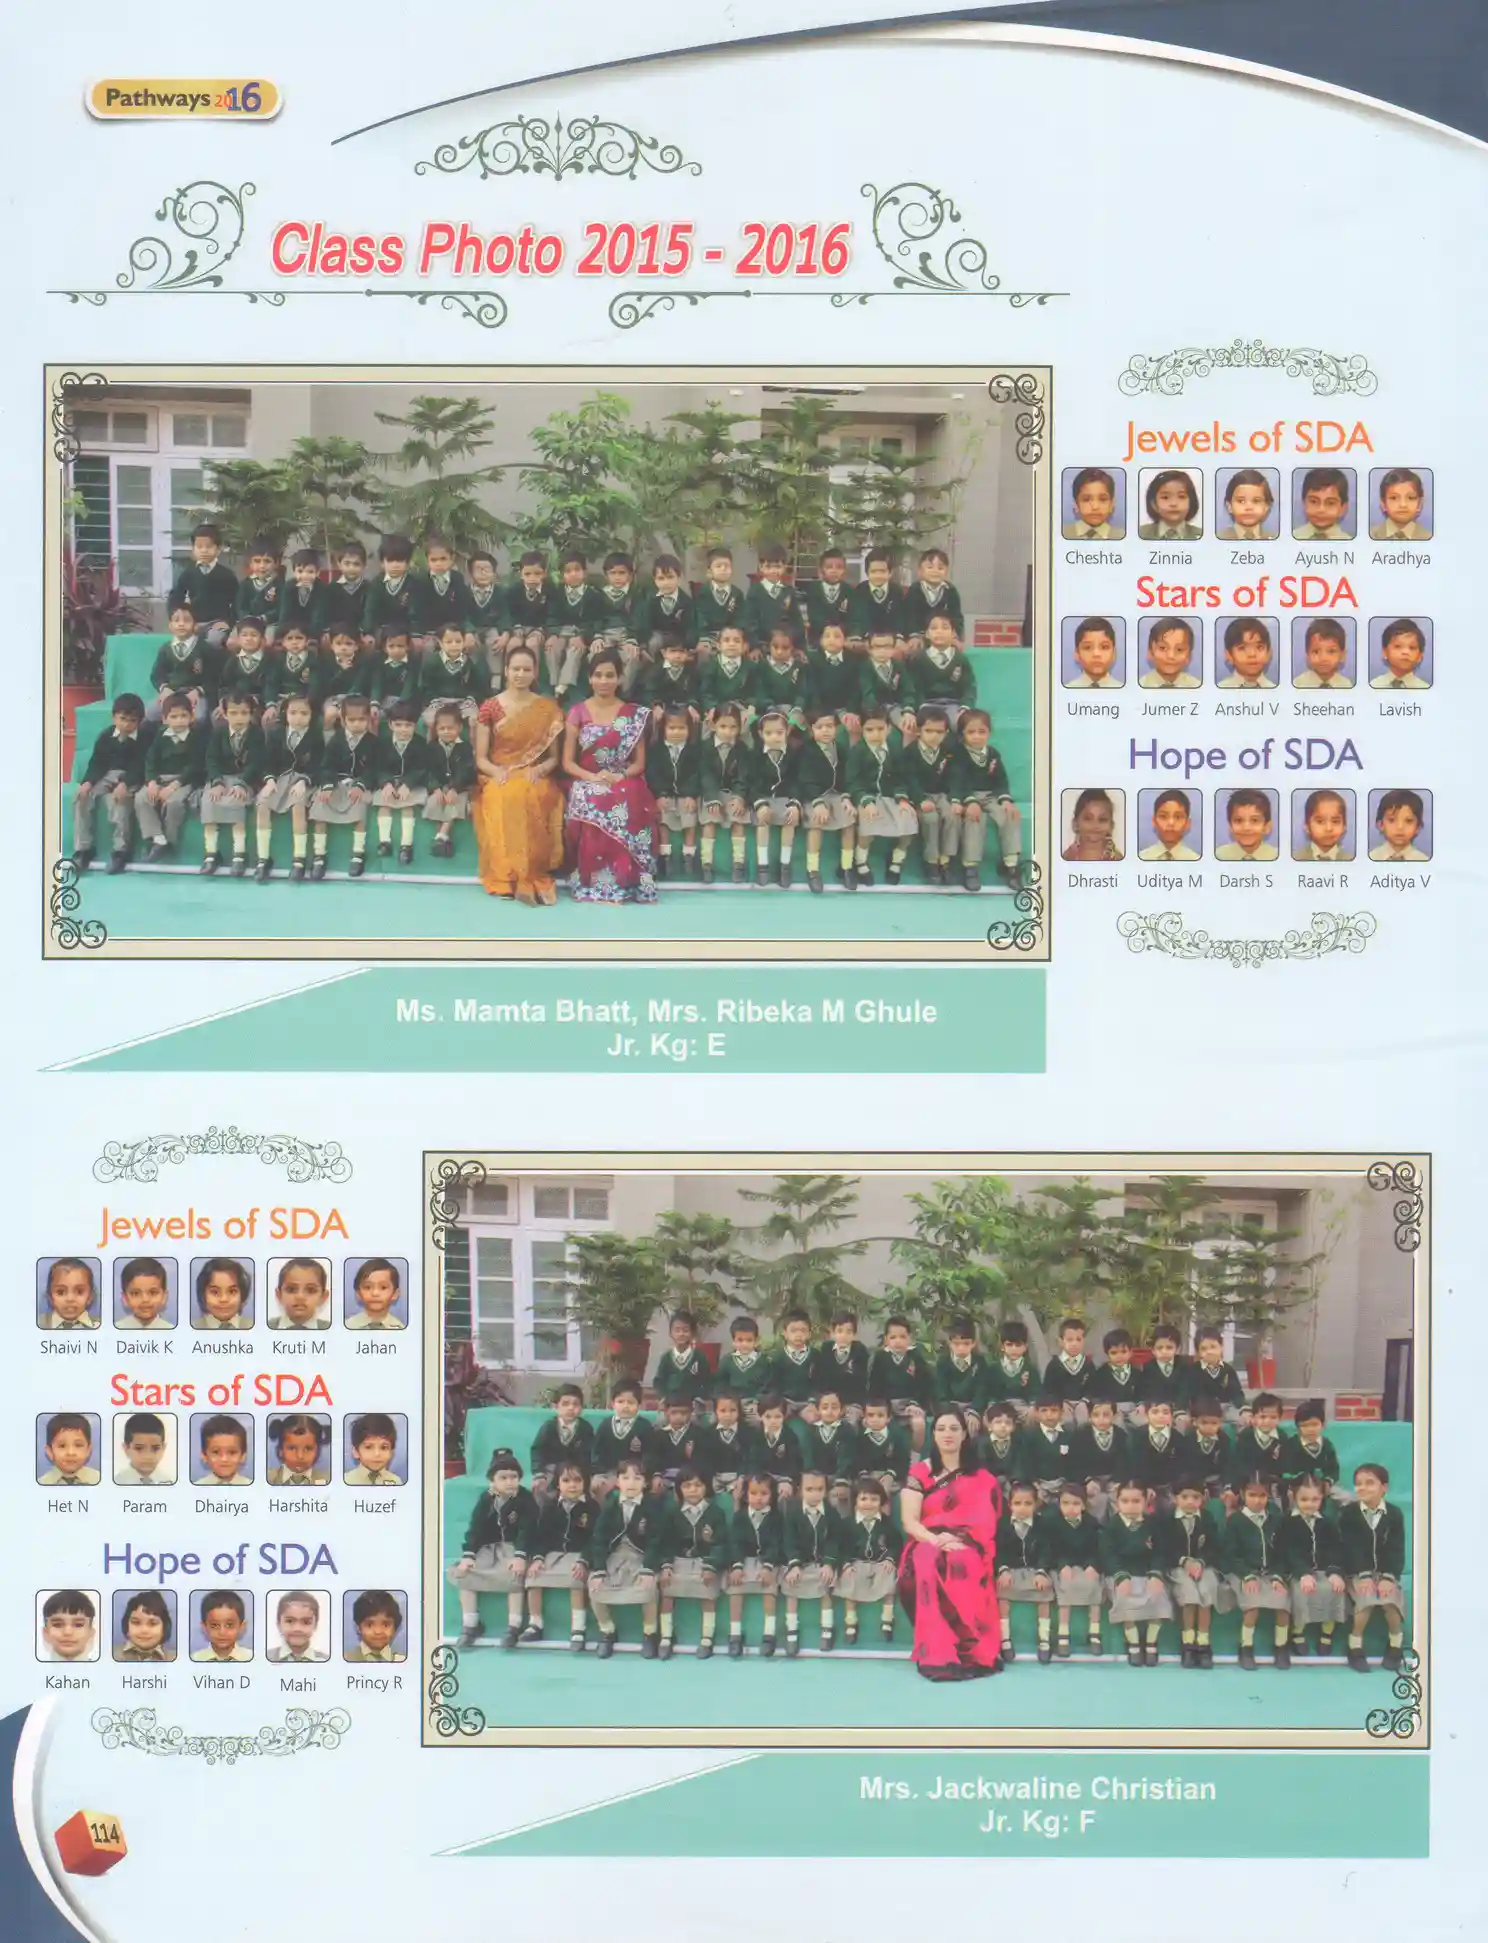 Pathways 2016
Class Photo 2015 - 2016
Jewels of SDA
Cheshta Zinnia Zeba Ayush N Aradhya
Stars of SDA
Umang Jumer Z Anshul V Sheehan Lavish
Hope of SDA
Dhrasti Uditya M Darsh S Raavi R Aditya V
Ms. Mamta Bhatt, Mrs. Ribeka M Ghule
Jr. Kg: E
Jewels of SDA
Shaivi N Daivik K Anushka Kruti M Jahan
Stars of SDA
Het N Param Dhairya Harshita Huzef
Hope of SDA
Kahan Harshi Vihan D Mahi Princy R
Mrs. Jackwaline Christian
Jr. Kg: F
114